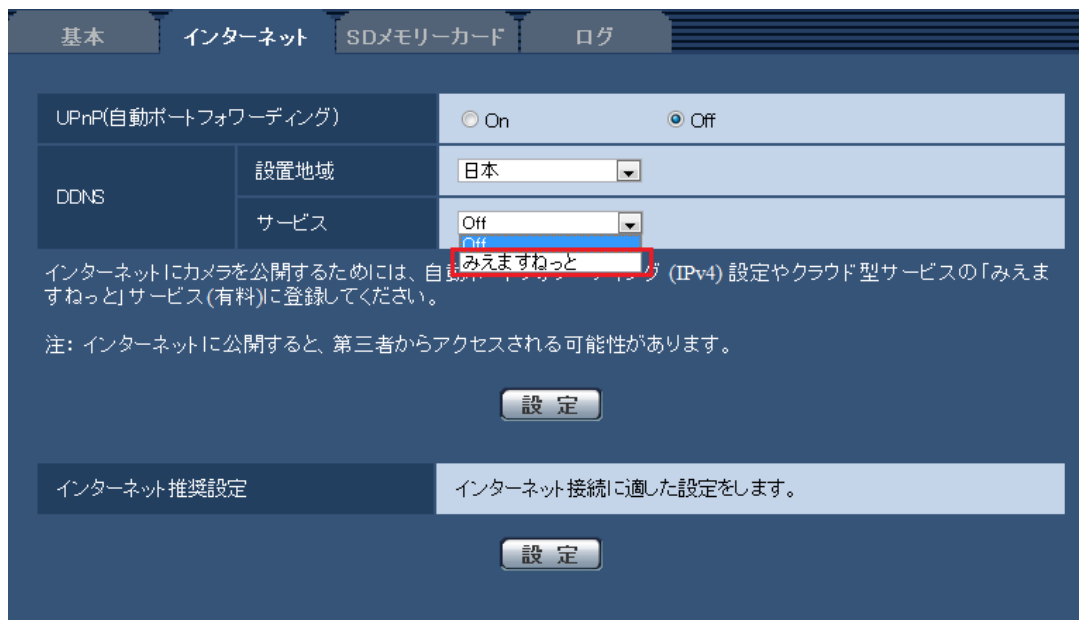 基本 インターネット SDメモリーカード ログ
UPnP(自動ポートフォワーディング) On Off
DDNS
設置地域 日本
サービス Off
Off
みえますねっと
インターネットにカメラを公開するためには、自 (IPv4) 設定やクラウド型サービスの「みえま
すねっと」サービス(有料)に登録してください。
注: インターネットに公開すると、第三者からアクセスされる可能性があります。
設 定
インターネット推奨設定 インターネット接続に適した設定をします。
設 定